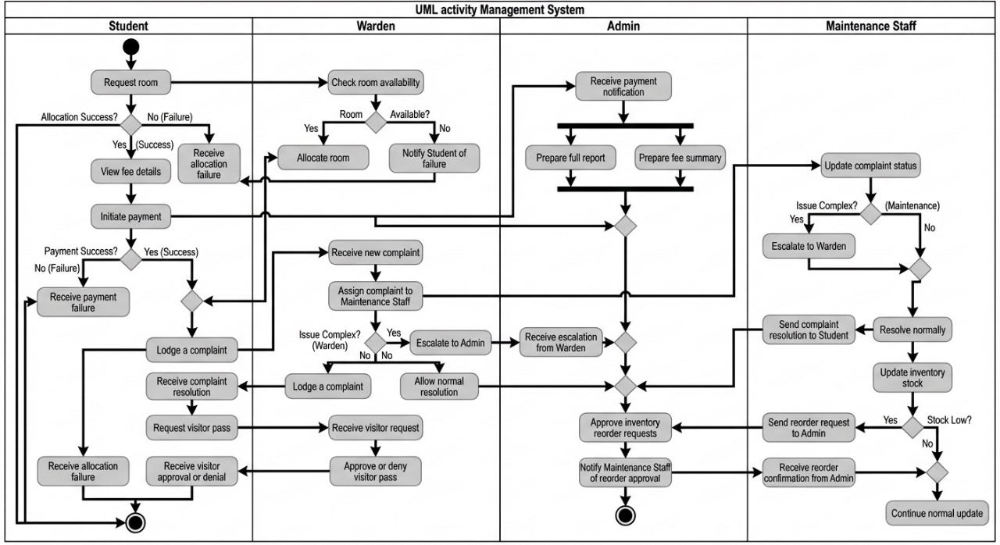 UML activity Management System
Student
Warden
Admin
Maintenance Staff
Request room
Allocation Success?
No (Failure)
Yes
(Success)
Receive
allocation
failure
View fee details
Initiate payment
Payment Success?
Yes (Success)
No (Failure)
Receive payment
failure
Lodge a complaint
Receive complaint
resolution
Request visitor pass
Receive allocation
failure
Receive visitor
approval or denial
Check room availability
Room
Available?
Yes
No
Allocate room
Notify Student of
failure
Receive new complaint
Assign complaint to
Maintenance Staff
Issue Complex?
(Warden)
Yes
No
No
Escalate to Admin
Lodge a complaint
Allow normal
resolution
Receive visitor request
Approve or deny
visitor pass
Receive payment
notification
Prepare full report
Prepare fee summary
Receive escalation
from Warden
Approve inventory
reorder requests
Notify Maintenance Staff
of reorder approval
Update complaint status
Issue Complex?
(Maintenance)
Yes
No
Escalate to Warden
Send complaint
resolution to Student
Resolve normally
Update inventory
stock
Stock Low?
Yes
No
Send reorder request
to Admin
Receive reorder
confirmation from Admin
Continue normal update